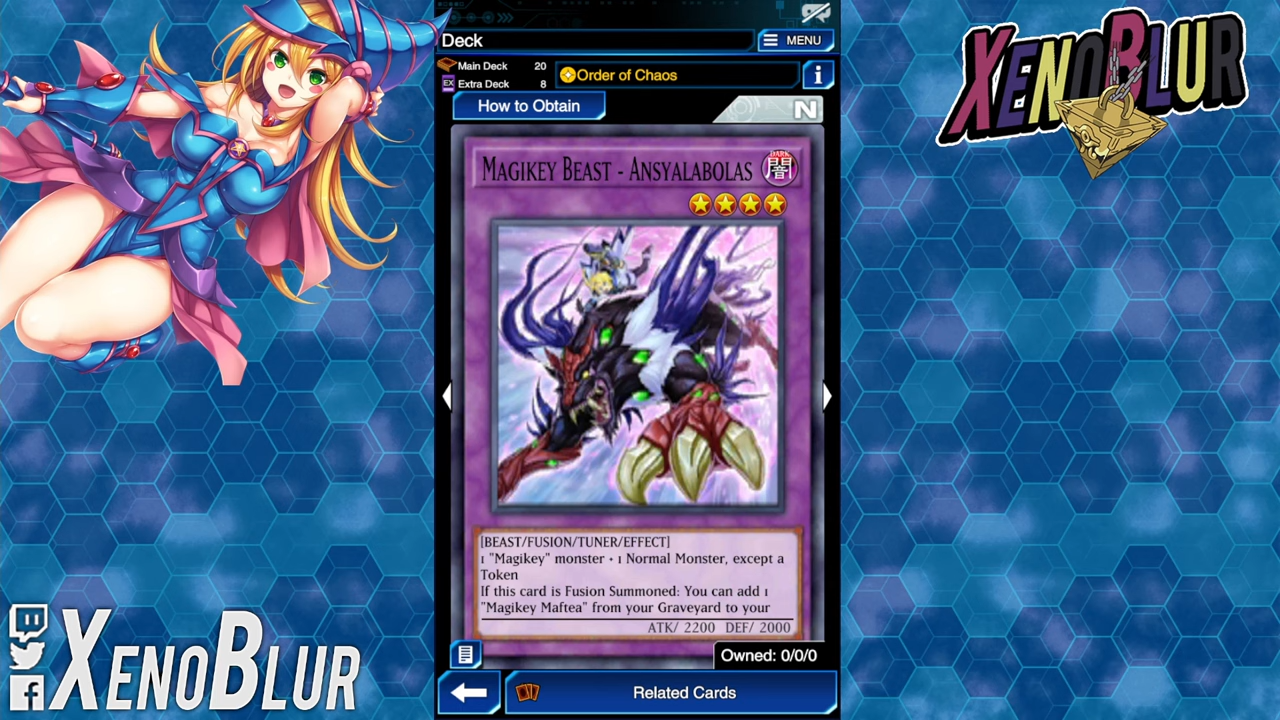 Deck
MENU
Main Deck 20
Extra Deck 8
EX
Order of Chaos
i
How to Obtain
N
MAGIKEY BEAST - ANSYALABOLAS
DARK
闇
[BEAST/FUSION/TUNER/EFFECT]
1 "Magikey" monster + 1 Normal Monster, except a
Token
If this card is Fusion Summoned: You can add 1
"Magikey Maftea" from your Graveyard to your
ATK/ 2200 DEF/ 2000
Owned: 0/0/0
Related Cards
XENOBLUR
XENOBLUR